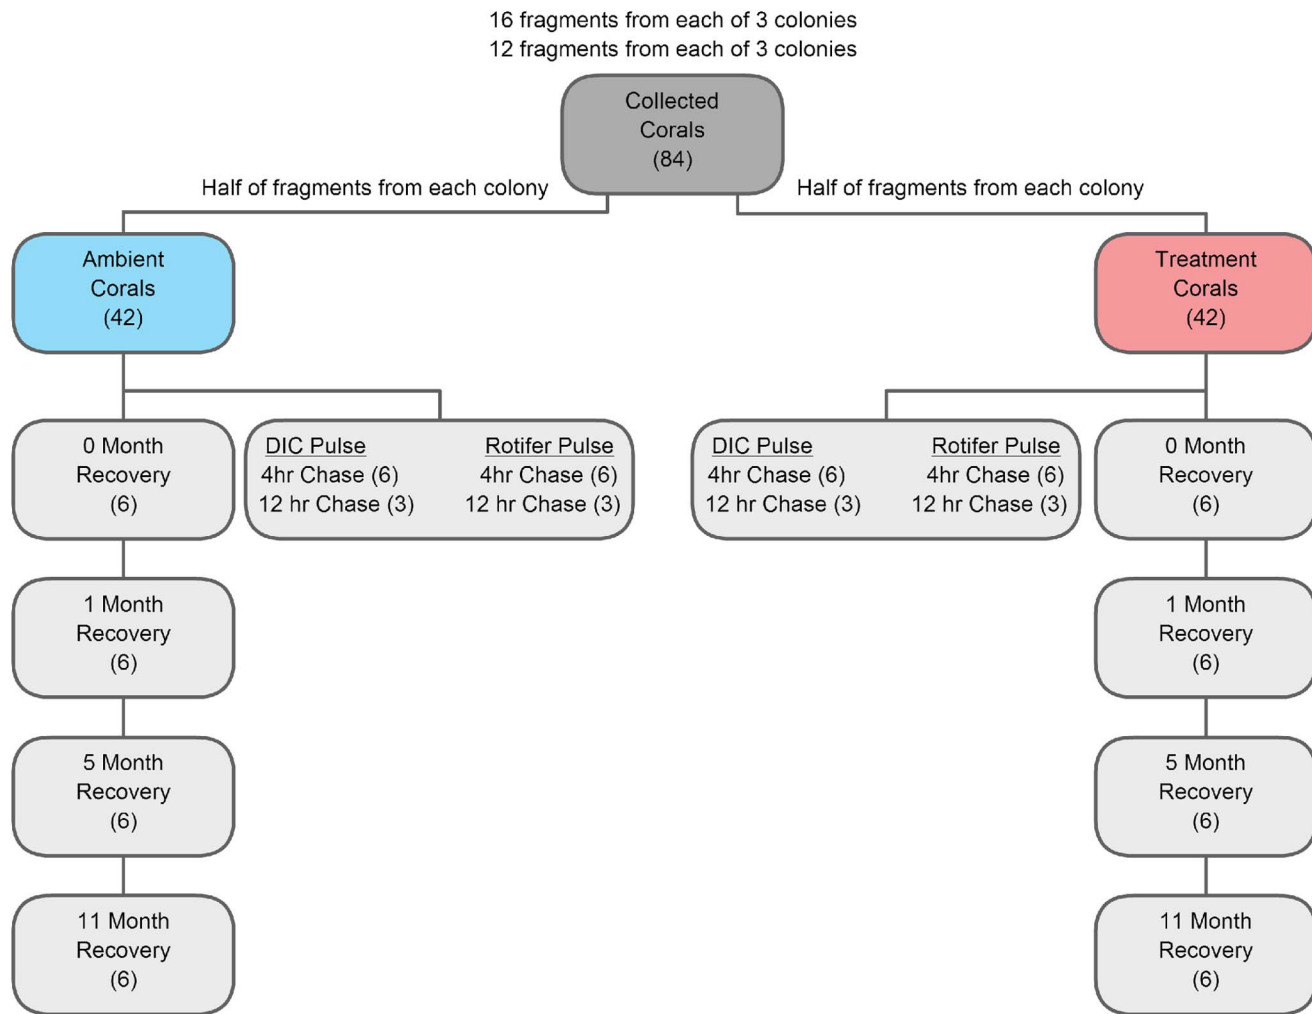 16 fragments from each of 3 colonies
12 fragments from each of 3 colonies
Collected
Corals
(84)
Half of fragments from each colony
Half of fragments from each colony
Ambient
Corals
(42)
Treatment
Corals
(42)
0 Month
Recovery
(6)
DIC Pulse
4hr Chase (6)
12 hr Chase (3)
Rotifer Pulse
4hr Chase (6)
12 hr Chase (3)
DIC Pulse
4hr Chase (6)
12 hr Chase (3)
Rotifer Pulse
4hr Chase (6)
12 hr Chase (3)
0 Month
Recovery
(6)
1 Month
Recovery
(6)
1 Month
Recovery
(6)
5 Month
Recovery
(6)
5 Month
Recovery
(6)
11 Month
Recovery
(6)
11 Month
Recovery
(6)